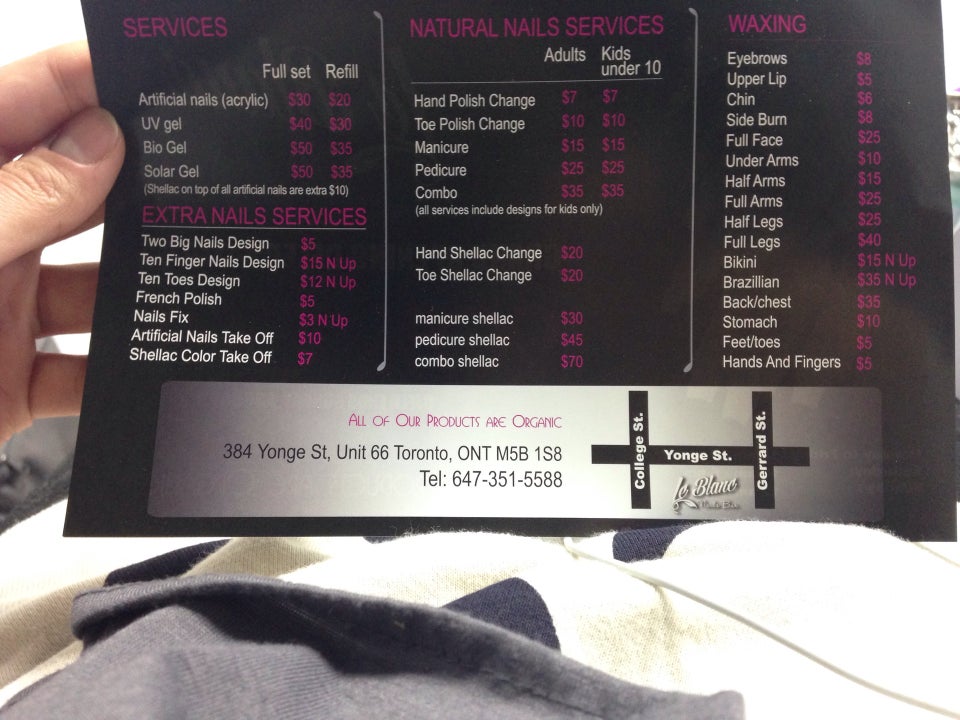 SERVICES
Full set Refill
Artificial nails (acrylic) $30 $20
UV gel $40 $30
Bio Gel $50 $35
Solar Gel $50 $35
(Shellac on top of all artificial nails are extra $10)
EXTRA NAILS SERVICES
Two Big Nails Design $5
Ten Finger Nails Design $15 N Up
Ten Toes Design $12 N Up
French Polish $5
Nails Fix $3 N Up
Artificial Nails Take Off $10
Shellac Color Take Off $7
NATURAL NAILS SERVICES
Adults Kids
under 10
Hand Polish Change $7 $7
Toe Polish Change $10 $10
Manicure $15 $15
Pedicure $25 $25
Combo $35 $35
(all services include designs for kids only)
Hand Shellac Change $20
Toe Shellac Change $20
manicure shellac $30
pedicure shellac $45
combo shellac $70
WAXING
Eyebrows $8
Upper Lip $5
Chin $6
Side Burn $8
Full Face $25
Under Arms $10
Half Arms $15
Full Arms $25
Half Legs $25
Full Legs $40
Bikini $15 N Up
Brazillian $35 N Up
Back/chest $35
Stomach $10
Feet/toes $5
Hands And Fingers $5
All of Our Products are Organic
384 Yonge St, Unit 66 Toronto, ONT M5B 1S8
Tel: 647-351-5588
College St.
Yonge St.
Gerrard St.
le Blanc